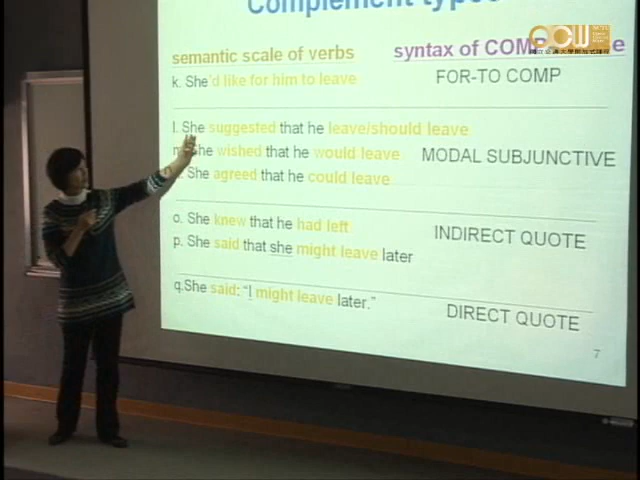 Complement types
semantic scale of verbs
syntax of COM
k. She'd like for him to leave
FOR-TO COMP
l. She suggested that he leave/should leave
She wished that he would leave
MODAL SUBJUNCTIVE
She agreed that he could leave
o. She knew that he had left
INDIRECT QUOTE
p. She said that she might leave later
q.She said: “I might leave later.”
DIRECT QUOTE
7
OCW